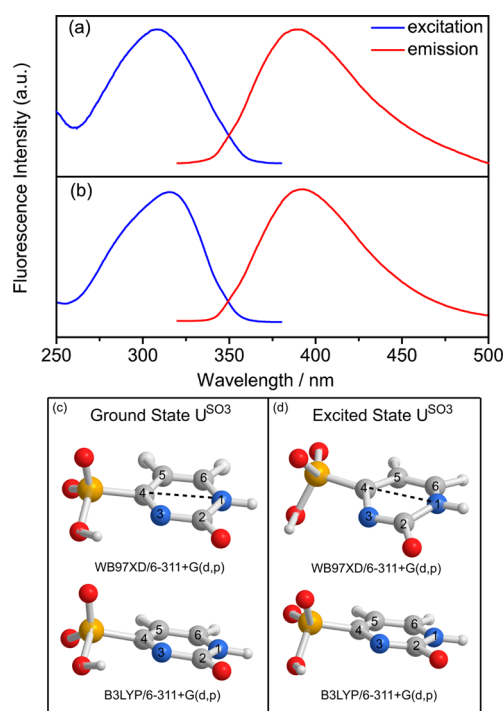 (a)
excitation
emission
(b)
Fluorescence Intensity (a.u.)
250 300 350 400 450 500
Wavelength / nm
(c) Ground State U^SO3
5 6 4 1 3 2
WB97XD/6-311+G(d,p)
5 6 4 1 3 2
B3LYP/6-311+G(d,p)
(d) Excited State U^SO3
4 5 6 1 3 2
WB97XD/6-311+G(d,p)
5 6 4 1 3 2
B3LYP/6-311+G(d,p)